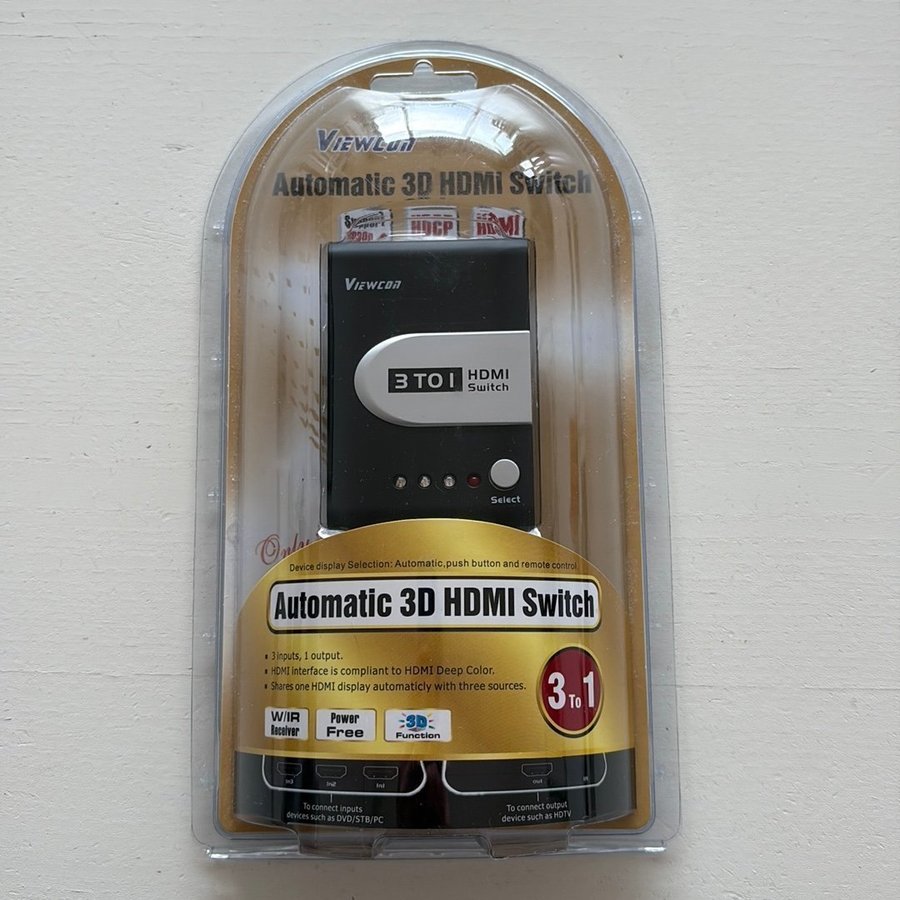 VIEWCON
Automatic 3D HDMI Switch
Support
HDCP
HDMI
VIEWCON
3 TO 1 HDMI
Switch
Select
Only
Device display Selection: Automatic,push button and remote control.
Automatic 3D HDMI Switch
• 3 inputs, 1 output.
• HDMI interface is compliant to HDMI Deep Color.
• Shares one HDMI display automaticly with three sources.
3 To 1
W/IR
Receiver
Power
Free
3D
Function
In3 In2 In1
out IR
To connect inputs
devices such as DVD/STB/PC
To connect output
devices such as HDTV